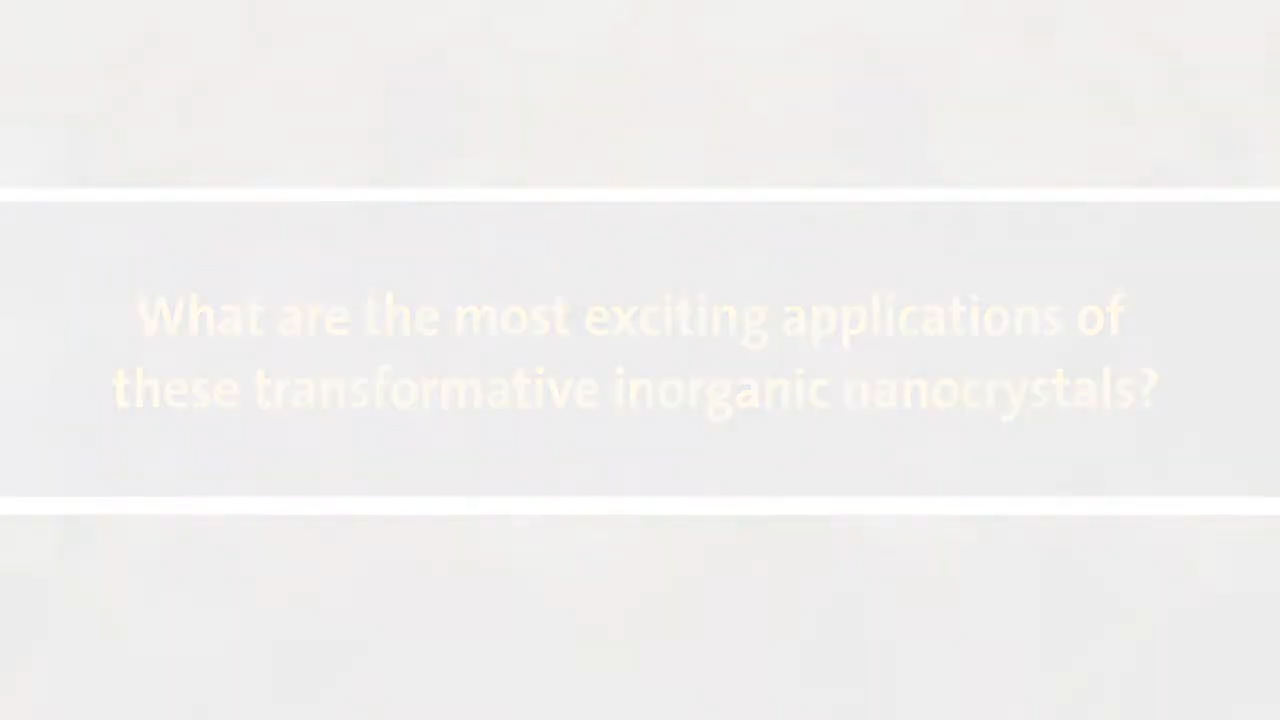 What are the most exciting applications of
these transformative inorganic nanocrystals?